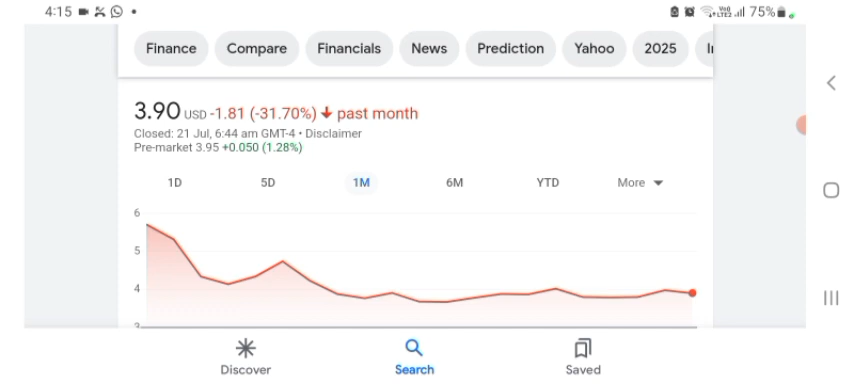 4:15 75%
Finance Compare Financials News Prediction Yahoo 2025
3.90 USD -1.81 (-31.70%) past month
Closed: 21 Jul, 6:44 am GMT-4 • Disclaimer
Pre-market 3.95 +0.050 (1.28%)
1D 5D 1M 6M YTD More
6
5
4
3
Discover Search Saved